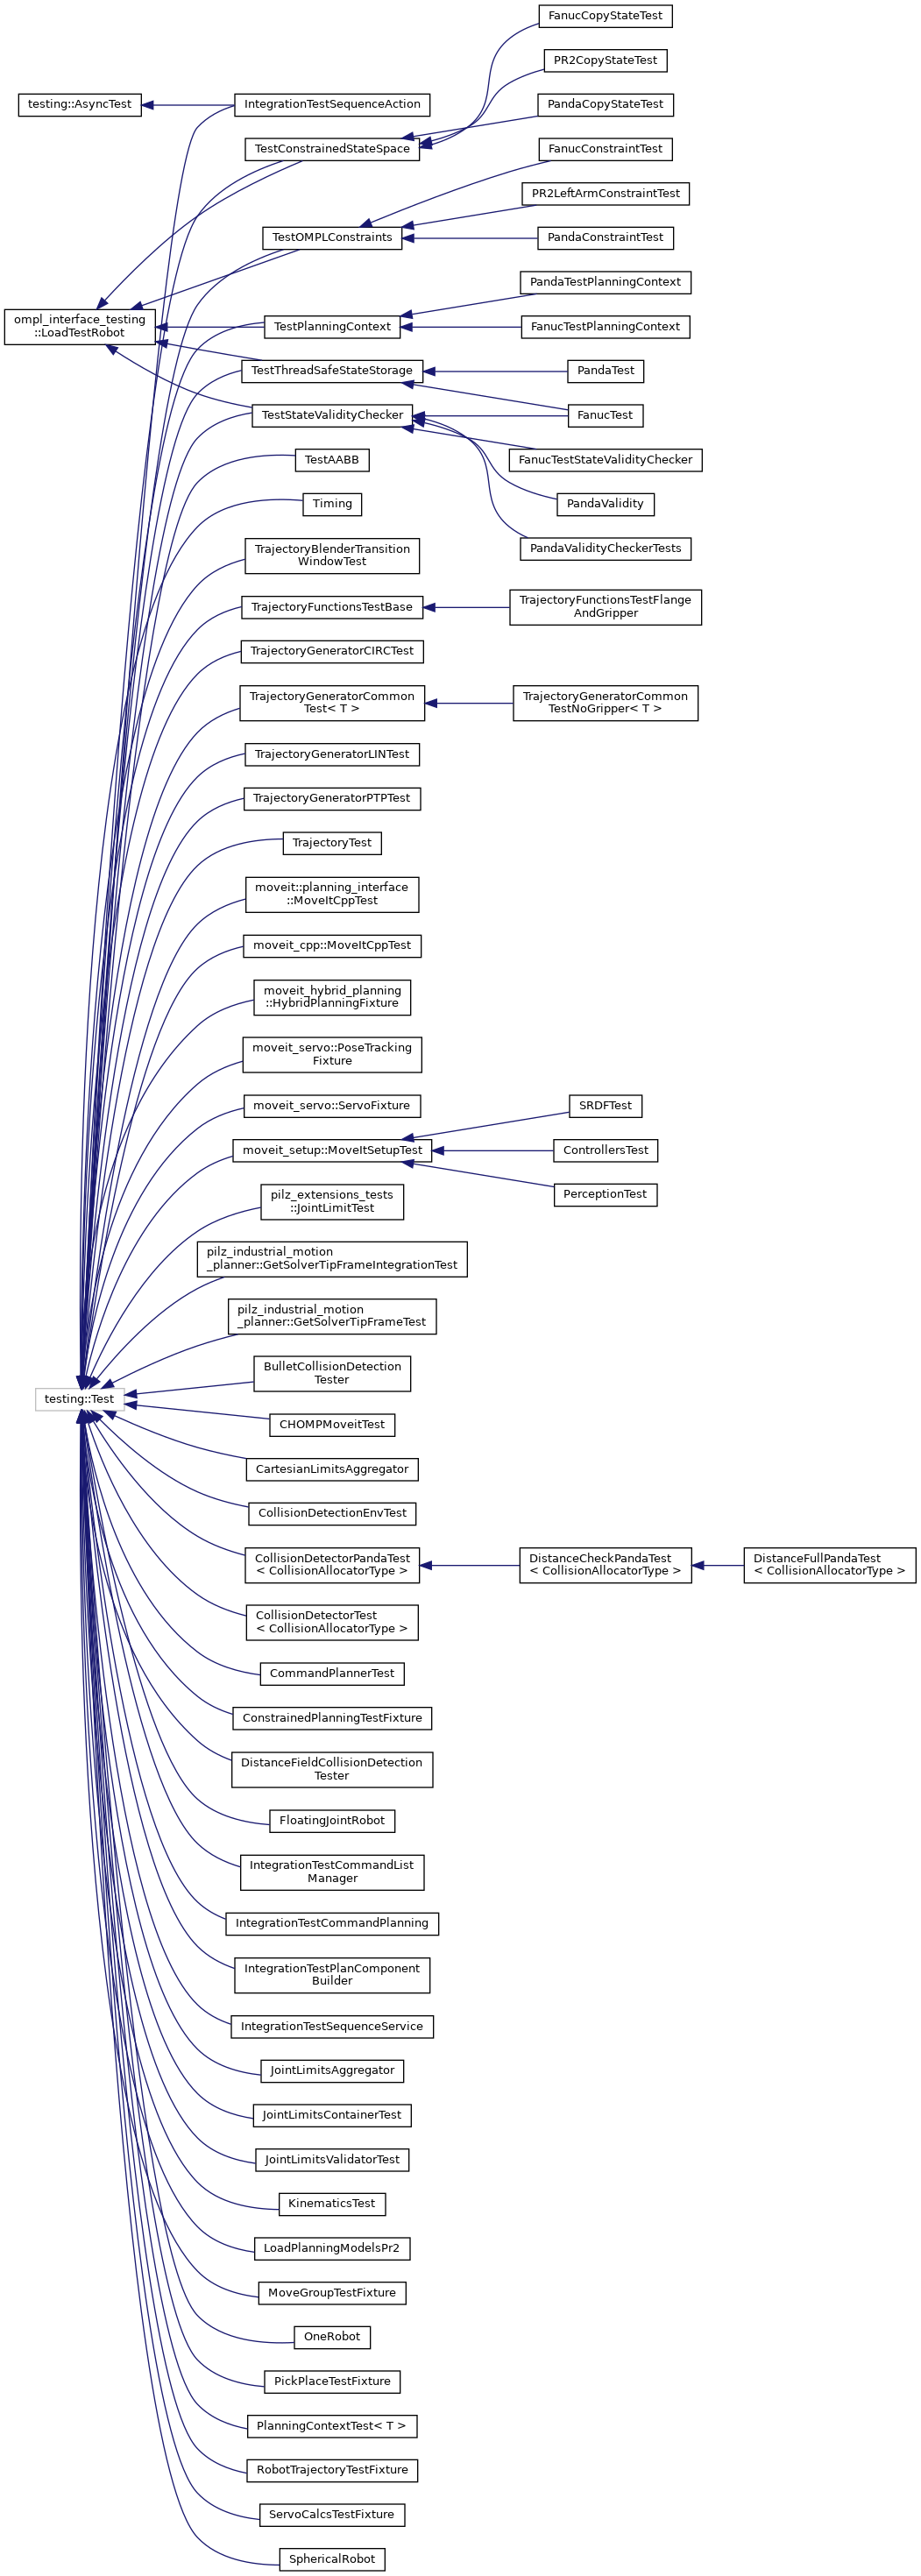 FanucCopyStateTest
PR2CopyStateTest
testing::AsyncTest
IntegrationTestSequenceAction
PandaCopyStateTest
TestConstrainedStateSpace
FanucConstraintTest
PR2LeftArmConstraintTest
TestOMPLConstraints
PandaConstraintTest
PandaTestPlanningContext
ompl_interface_testing
::LoadTestRobot
TestPlanningContext
FanucTestPlanningContext
TestThreadSafeStateStorage
PandaTest
TestStateValidityChecker
FanucTest
TestAABB
FanucTestStateValidityChecker
Timing
PandaValidity
TrajectoryBlenderTransition
WindowTest
PandaValidityCheckerTests
TrajectoryFunctionsTestBase
TrajectoryFunctionsTestFlange
AndGripper
TrajectoryGeneratorCIRCTest
TrajectoryGeneratorCommon
Test< T >
TrajectoryGeneratorCommon
TestNoGripper< T >
TrajectoryGeneratorLINTest
TrajectoryGeneratorPTPTest
TrajectoryTest
moveit::planning_interface
::MoveItCppTest
moveit_cpp::MoveItCppTest
moveit_hybrid_planning
::HybridPlanningFixture
moveit_servo::PoseTracking
Fixture
moveit_servo::ServoFixture
SRDFTest
moveit_setup::MoveItSetupTest
ControllersTest
PerceptionTest
pilz_extensions_tests
::JointLimitTest
pilz_industrial_motion
_planner::GetSolverTipFrameIntegrationTest
pilz_industrial_motion
_planner::GetSolverTipFrameTest
BulletCollisionDetection
Tester
testing::Test
CHOMPMoveitTest
CartesianLimitsAggregator
CollisionDetectionEnvTest
CollisionDetectorPandaTest
< CollisionAllocatorType >
DistanceCheckPandaTest
< CollisionAllocatorType >
DistanceFullPandaTest
< CollisionAllocatorType >
CollisionDetectorTest
< CollisionAllocatorType >
CommandPlannerTest
ConstrainedPlanningTestFixture
DistanceFieldCollisionDetection
Tester
FloatingJointRobot
IntegrationTestCommandList
Manager
IntegrationTestCommandPlanning
IntegrationTestPlanComponent
Builder
IntegrationTestSequenceService
JointLimitsAggregator
JointLimitsContainerTest
JointLimitsValidatorTest
KinematicsTest
LoadPlanningModelsPr2
MoveGroupTestFixture
OneRobot
PickPlaceTestFixture
PlanningContextTest< T >
RobotTrajectoryTestFixture
ServoCalcsTestFixture
SphericalRobot